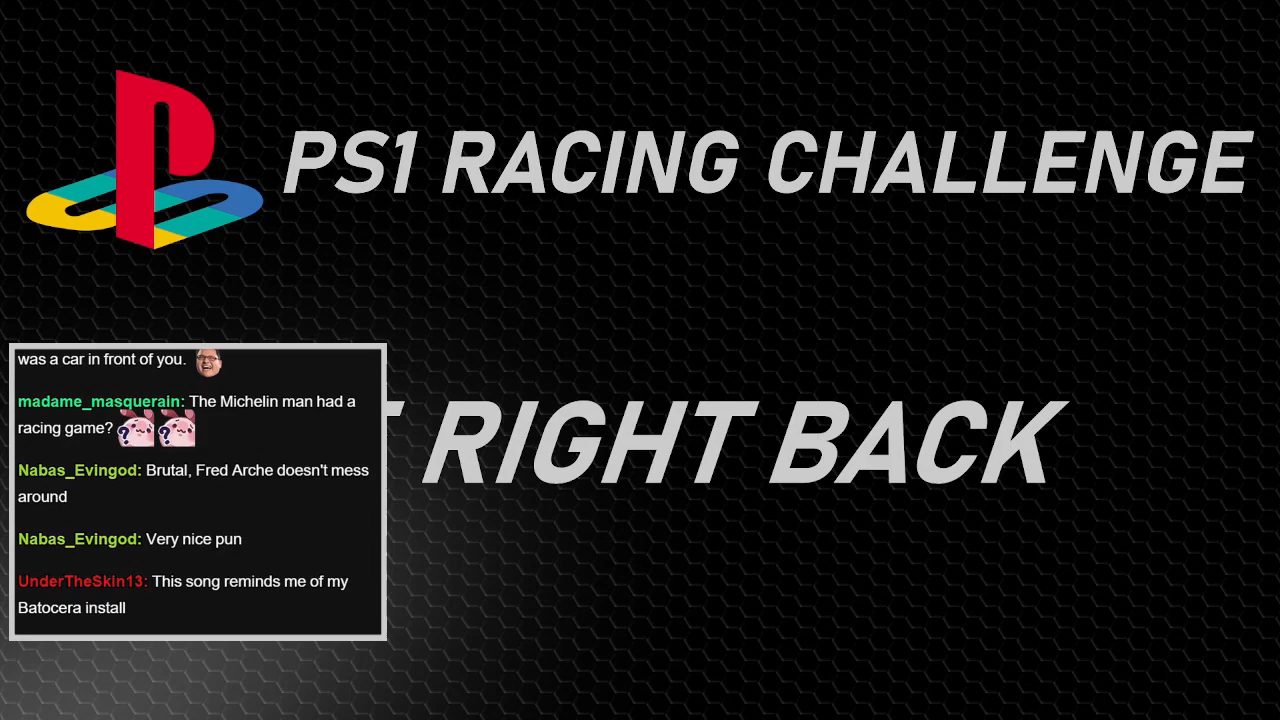 PS1 RACING CHALLENGE
was a car in front of you.
madame_masquerain: The Michelin man had a
racing game?
Nabas_Evingod: Brutal, Fred Arche doesn't mess
around
Nabas_Evingod: Very nice pun
UnderTheSkin13: This song reminds me of my
Batocera install
RIGHT BACK